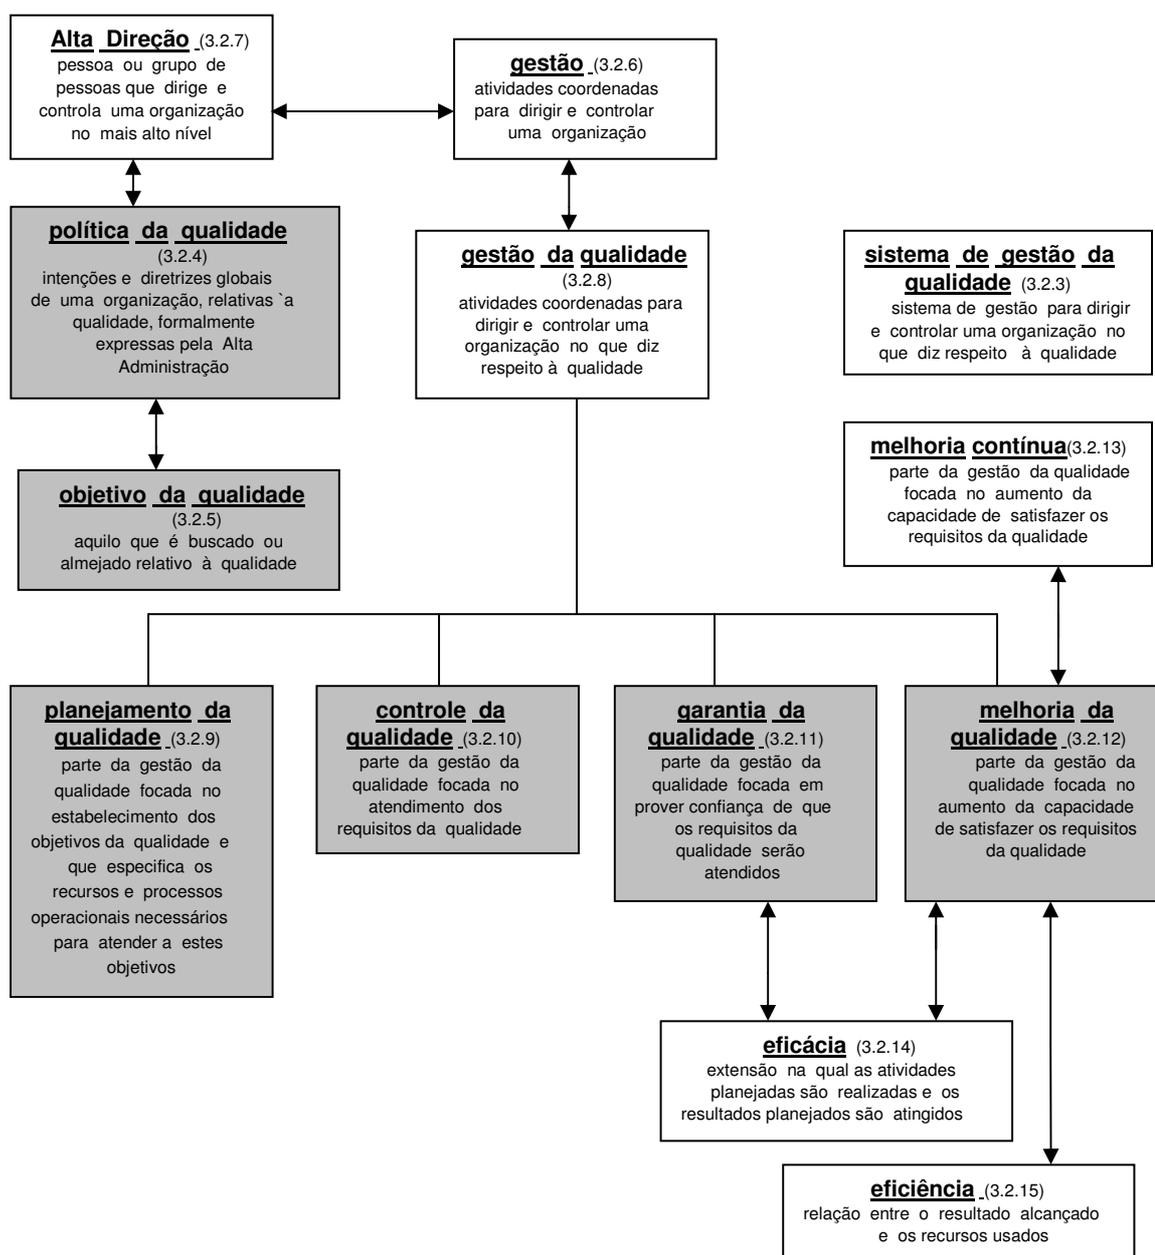 Alta Direção (3.2.7)
pessoa ou grupo de
pessoas que dirige e
controla uma organização
no mais alto nível
gestão (3.2.6)
atividades coordenadas
para dirigir e controlar
uma organização
política da qualidade
(3.2.4)
intenções e diretrizes globais
de uma organização, relativas `a
qualidade, formalmente
expressas pela Alta
Administração
gestão da qualidade
(3.2.8)
atividades coordenadas para
dirigir e controlar uma
organização no que diz
respeito à qualidade
sistema de gestão da
qualidade (3.2.3)
sistema de gestão para dirigir
e controlar uma organização no
que diz respeito à qualidade
melhoria contínua(3.2.13)
parte da gestão da qualidade
focada no aumento da
capacidade de satisfazer os
requisitos da qualidade
objetivo da qualidade
(3.2.5)
aquilo que é buscado ou
almejado relativo à qualidade
planejamento da
qualidade (3.2.9)
parte da gestão da
qualidade focada no
estabelecimento dos
objetivos da qualidade e
que especifica os
recursos e processos
operacionais necessários
para atender a estes
objetivos
controle da
qualidade (3.2.10)
parte da gestão da
qualidade focada no
atendimento dos
requisitos da qualidade
garantia da
qualidade (3.2.11)
parte da gestão da
qualidade focada em
prover confiança de que
os requisitos da
qualidade serão
atendidos
melhoria da
qualidade (3.2.12)
parte da gestão da
qualidade focada no
aumento da capacidade
de satisfazer os requisitos
da qualidade
eficácia (3.2.14)
extensão na qual as atividades
planejadas são realizadas e os
resultados planejados são atingidos
eficiência (3.2.15)
relação entre o resultado alcançado
e os recursos usados